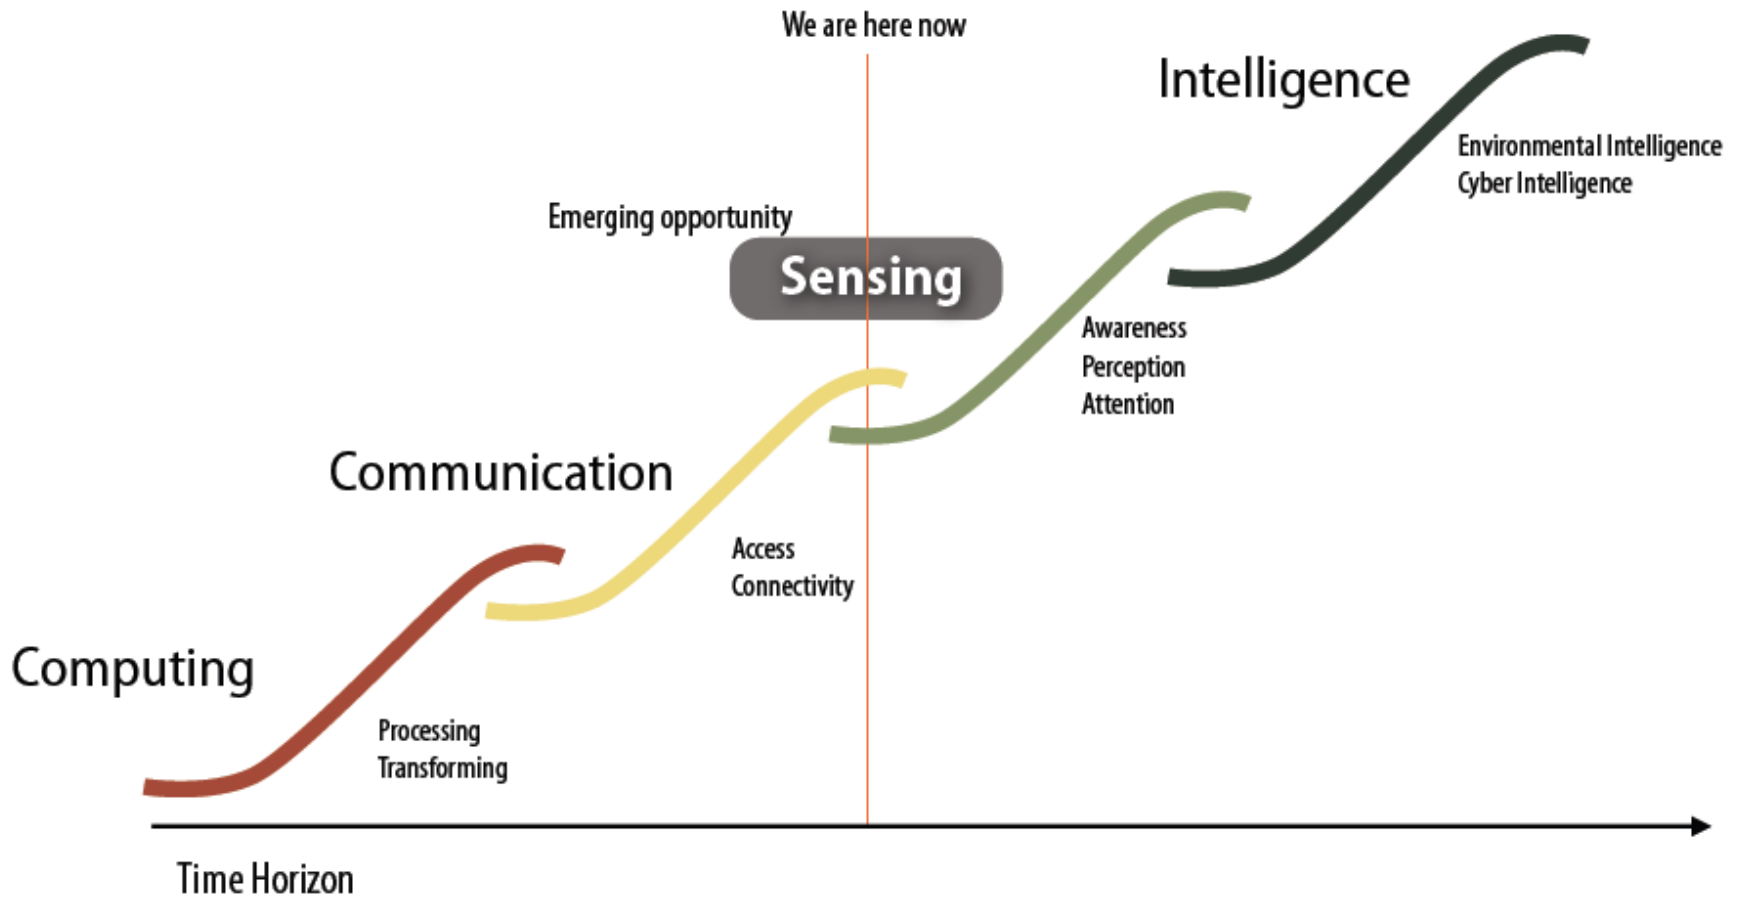 We are here now
Intelligence
Environmental Intelligence
Cyber Intelligence
Emerging opportunity
Sensing
Awareness
Perception
Attention
Communication
Access
Connectivity
Computing
Processing
Transforming
Time Horizon